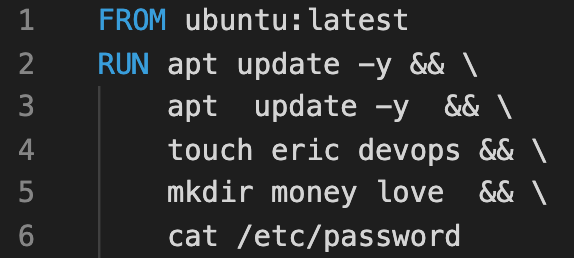 1 FROM ubuntu:latest
2 RUN apt update -y && \
3 apt  update -y  && \
4 touch eric devops && \
5 mkdir money love  && \
6 cat /etc/password